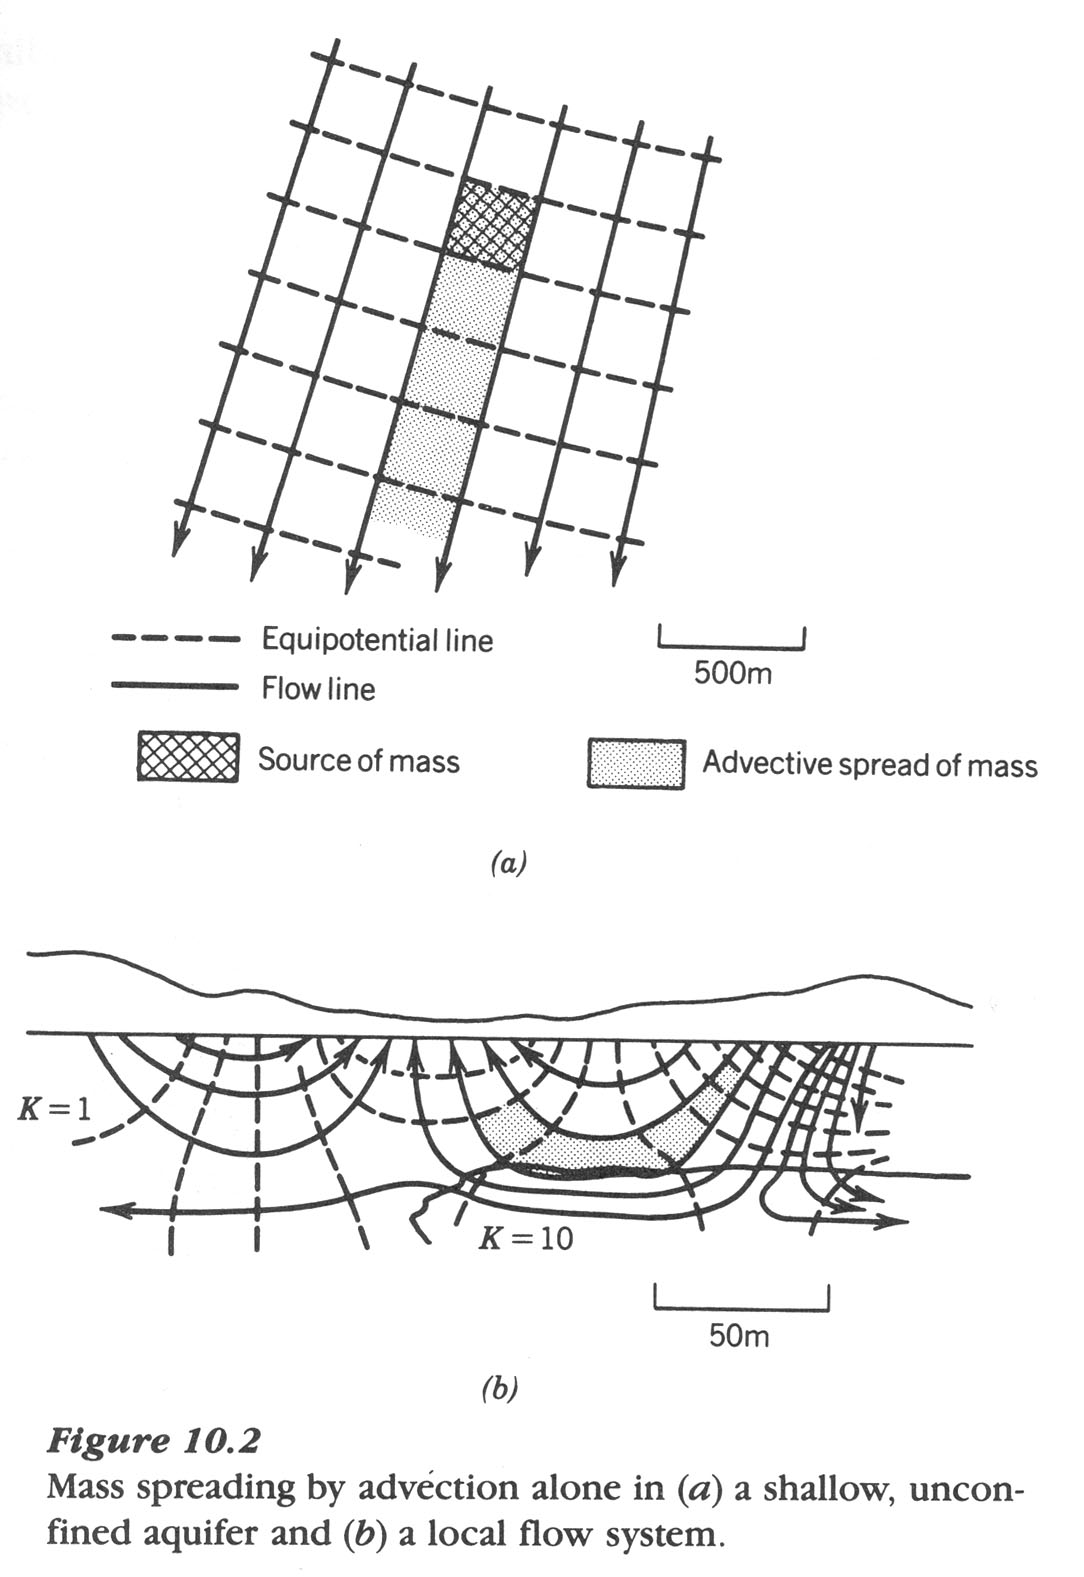 Equipotential line
Flow line
500m
Source of mass
Advective spread of mass
(a)
K = 1
K = 10
50m
(b)
Figure 10.2
Mass spreading by advection alone in (a) a shallow, uncon-
fined aquifer and (b) a local flow system.